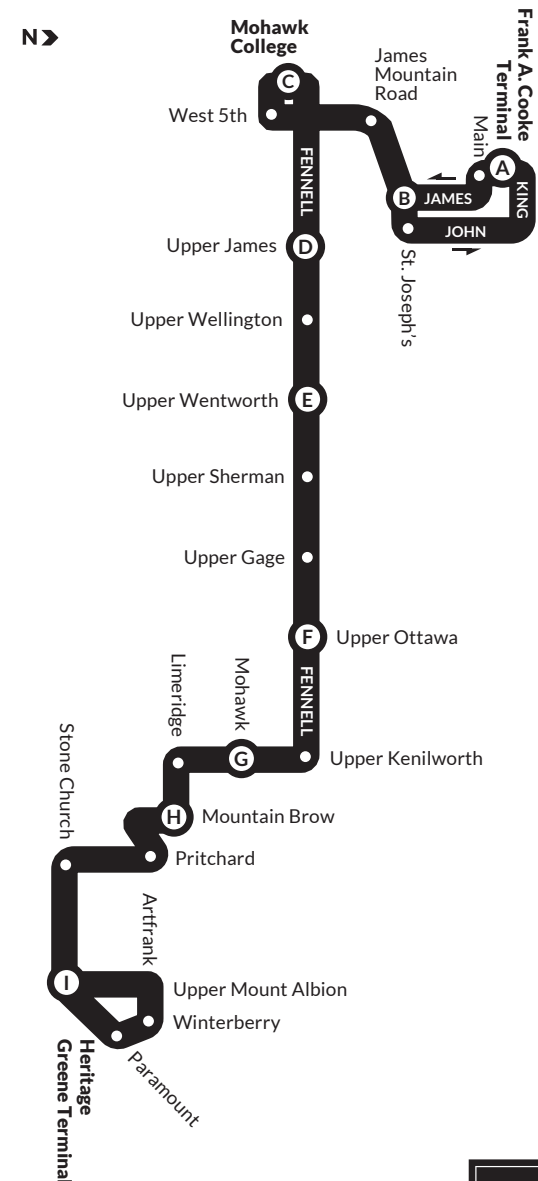 N
Mohawk
College
C
West 5th
James
Mountain
Road
Frank A. Cooke
Terminal
Main
A
KING
B
JAMES
JOHN
St. Joseph's
FENNELL
Upper James
D
Upper Wellington
Upper Wentworth
E
Upper Sherman
Upper Gage
F
Upper Ottawa
FENNELL
Limeridge
Mohawk
G
Upper Kenilworth
Stone Church
H
Mountain Brow
Pritchard
Artfrank
I
Upper Mount Albion
Winterberry
Paramount
Heritage
Greene Terminal